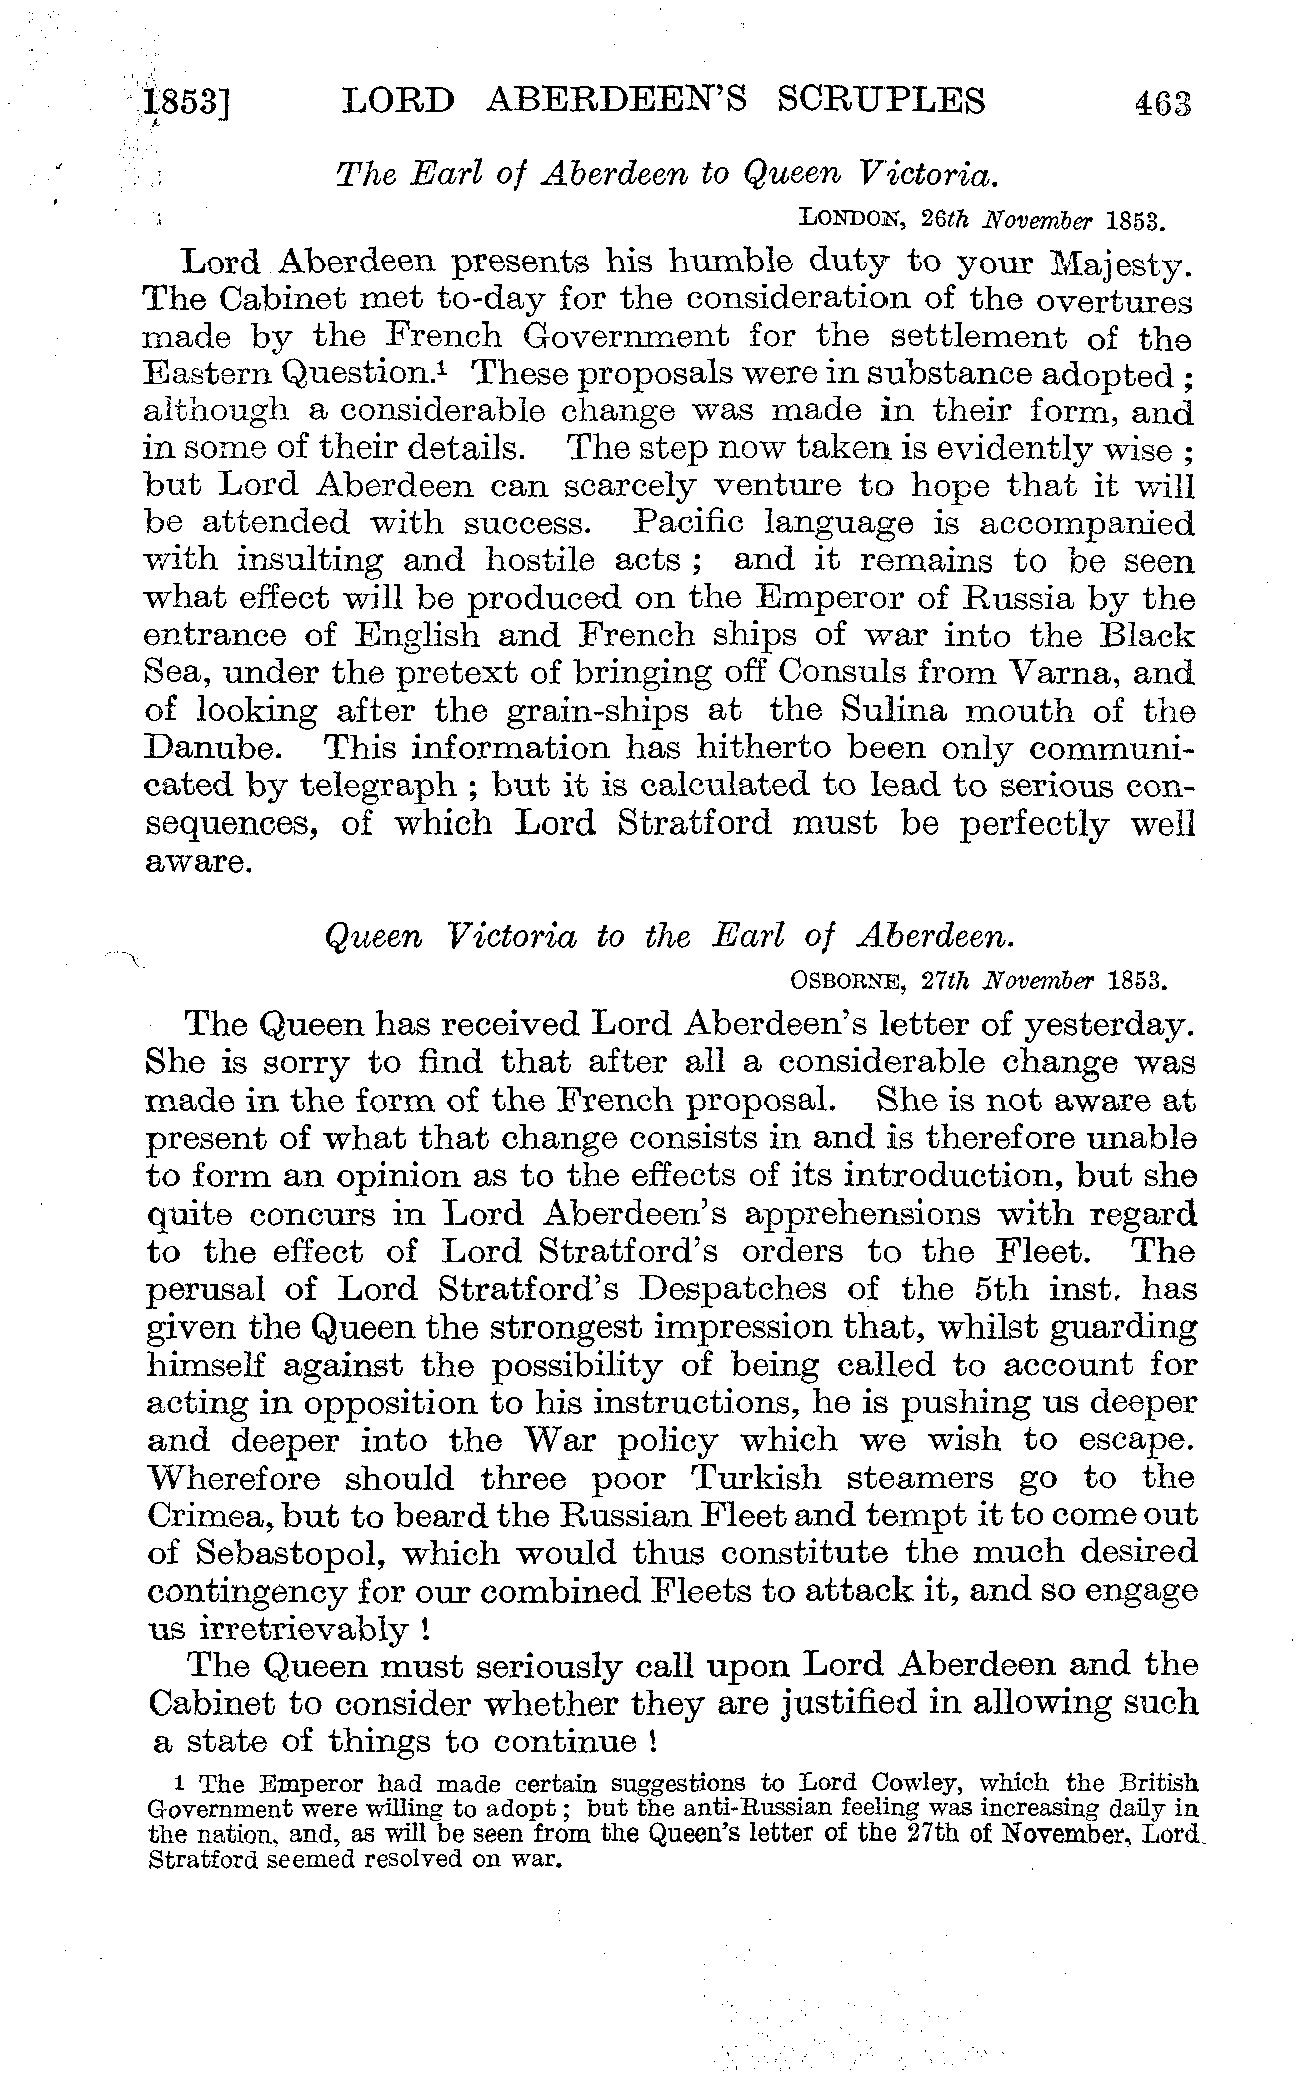 1853] LORD ABERDEEN'S SCRUPLES 463
The Earl of Aberdeen to Queen Victoria.
LONDON, 26th November 1853.
Lord Aberdeen presents his humble duty to your Majesty.
The Cabinet met to-day for the consideration of the overtures
made by the French Government for the settlement of the
Eastern Question.¹ These proposals were in substance adopted ;
although a considerable change was made in their form, and
in some of their details. The step now taken is evidently wise ;
but Lord Aberdeen can scarcely venture to hope that it will
be attended with success. Pacific language is accompanied
with insulting and hostile acts ; and it remains to be seen
what effect will be produced on the Emperor of Russia by the
entrance of English and French ships of war into the Black
Sea, under the pretext of bringing off Consuls from Varna, and
of looking after the grain-ships at the Sulina mouth of the
Danube. This information has hitherto been only communi-
cated by telegraph ; but it is calculated to lead to serious con-
sequences, of which Lord Stratford must be perfectly well
aware.
Queen Victoria to the Earl of Aberdeen.
OSBORNE, 27th November 1853.
The Queen has received Lord Aberdeen's letter of yesterday.
She is sorry to find that after all a considerable change was
made in the form of the French proposal. She is not aware at
present of what that change consists in and is therefore unable
to form an opinion as to the effects of its introduction, but she
quite concurs in Lord Aberdeen's apprehensions with regard
to the effect of Lord Stratford's orders to the Fleet. The
perusal of Lord Stratford's Despatches of the 5th inst. has
given the Queen the strongest impression that, whilst guarding
himself against the possibility of being called to account for
acting in opposition to his instructions, he is pushing us deeper
and deeper into the War policy which we wish to escape.
Wherefore should three poor Turkish steamers go to the
Crimea, but to beard the Russian Fleet and tempt it to come out
of Sebastopol, which would thus constitute the much desired
contingency for our combined Fleets to attack it, and so engage
us irretrievably !
The Queen must seriously call upon Lord Aberdeen and the
Cabinet to consider whether they are justified in allowing such
a state of things to continue !
1 The Emperor had made certain suggestions to Lord Cowley, which the British
Government were willing to adopt ; but the anti-Russian feeling was increasing daily in
the nation, and, as will be seen from the Queen's letter of the 27th of November, Lord
Stratford seemed resolved on war.